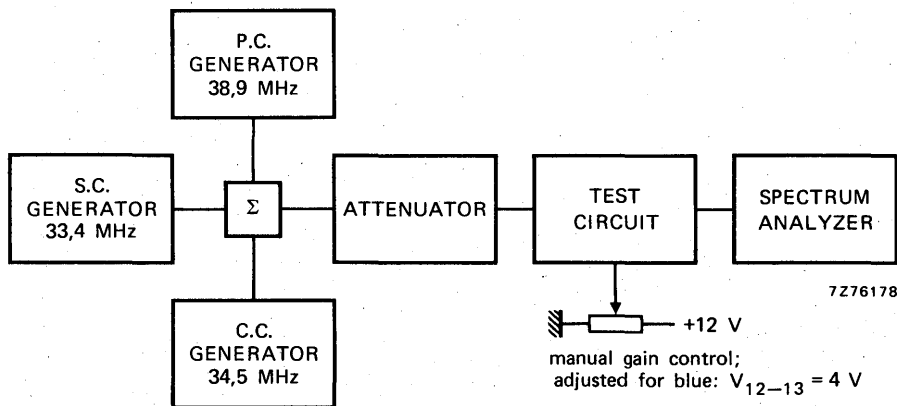 P.C.
GENERATOR
38,9 MHz
S.C.
GENERATOR
33,4 MHz
Σ
ATTENUATOR
TEST
CIRCUIT
SPECTRUM
ANALYZER
7Z76178
C.C.
GENERATOR
34,5 MHz
+12 V
manual gain control;
adjusted for blue: V12–13 = 4 V